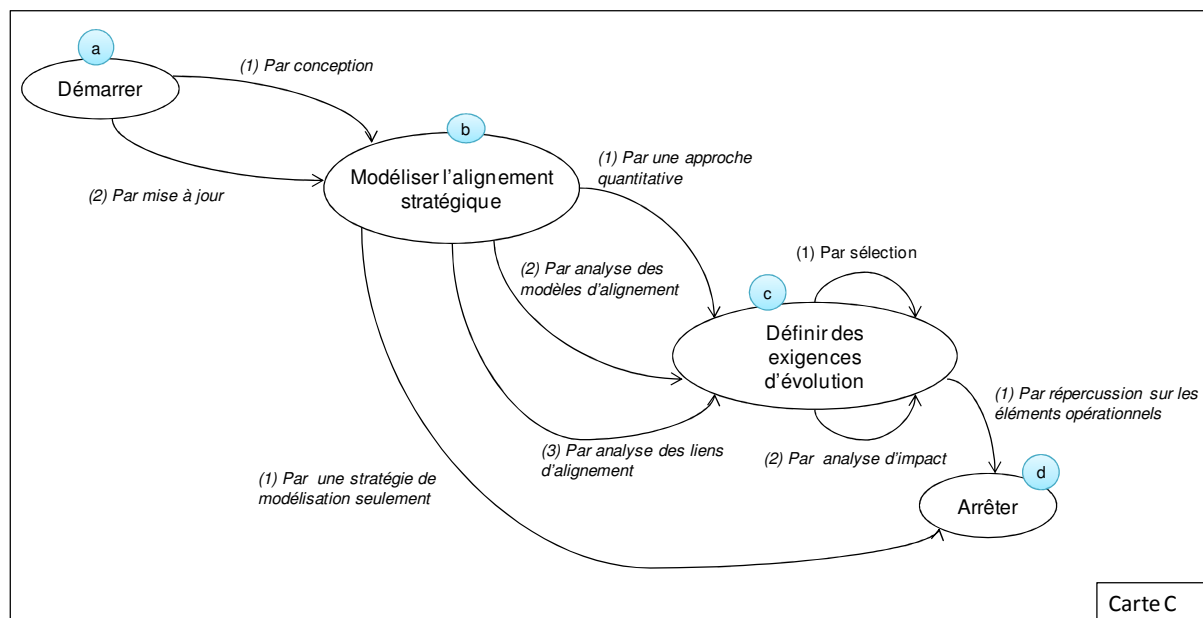 a
Démarrer
(1) Par conception
(2) Par mise à jour
b
Modéliser l'alignement
stratégique
(1) Par une approche
quantitative
(2) Par analyse des
modèles d'alignement
(1) Par sélection
c
Définir des
exigences
d'évolution
(1) Par répercussion sur les
éléments opérationnels
(3) Par analyse des liens
d'alignement
(2) Par analyse d'impact
(1) Par une stratégie de
modélisation seulement
d
Arrêter
Carte C